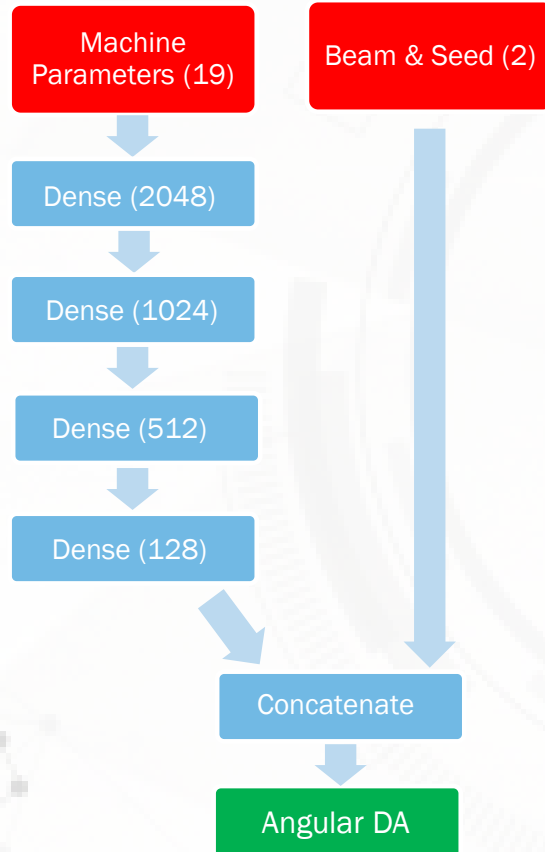 Machine
Parameters (19)
Beam & Seed (2)
Dense (2048)
Dense (1024)
Dense (512)
Dense (128)
Concatenate
Angular DA